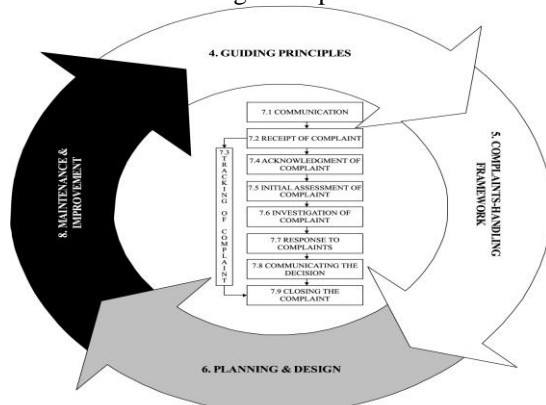 4. GUIDING PRINCIPLES
7.1 COMMUNICATION
7.2 RECEIPT OF COMPLAINT
7.3 TRACKING OF COMPLAINT
7.4 ACKNOWLEDGMENT OF
COMPLAINT
7.5 INITIAL ASSESSMENT OF
COMPLAINT
7.6 INVESTIGATION OF
COMPLAINT
7.7 RESPONSE TO
COMPLAINTS
7.8 COMMUNICATING THE
DECISION
7.9 CLOSING THE
COMPLAINT
5. COMPLAINTS-HANDLING
FRAMEWORK
6. PLANNING & DESIGN
8. MAINTENANCE &
IMPROVEMENT